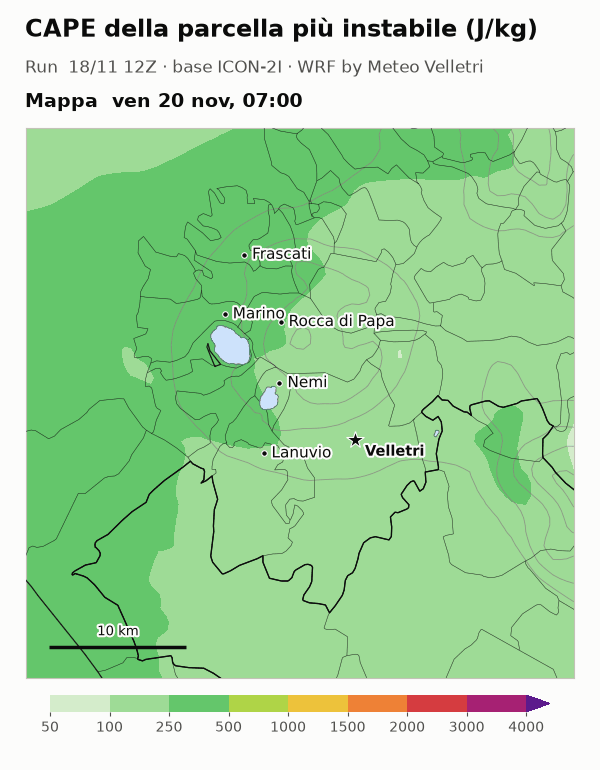 CAPE della parcella più instabile (J/kg)
Run  18/11 12Z · base ICON-2I · WRF by Meteo Velletri
Mappa  ven 20 nov, 07:00
Frascati
Marino
Rocca di Papa
Nemi
Velletri
Lanuvio
10 km
50 100 250 500 1000 1500 2000 3000 4000